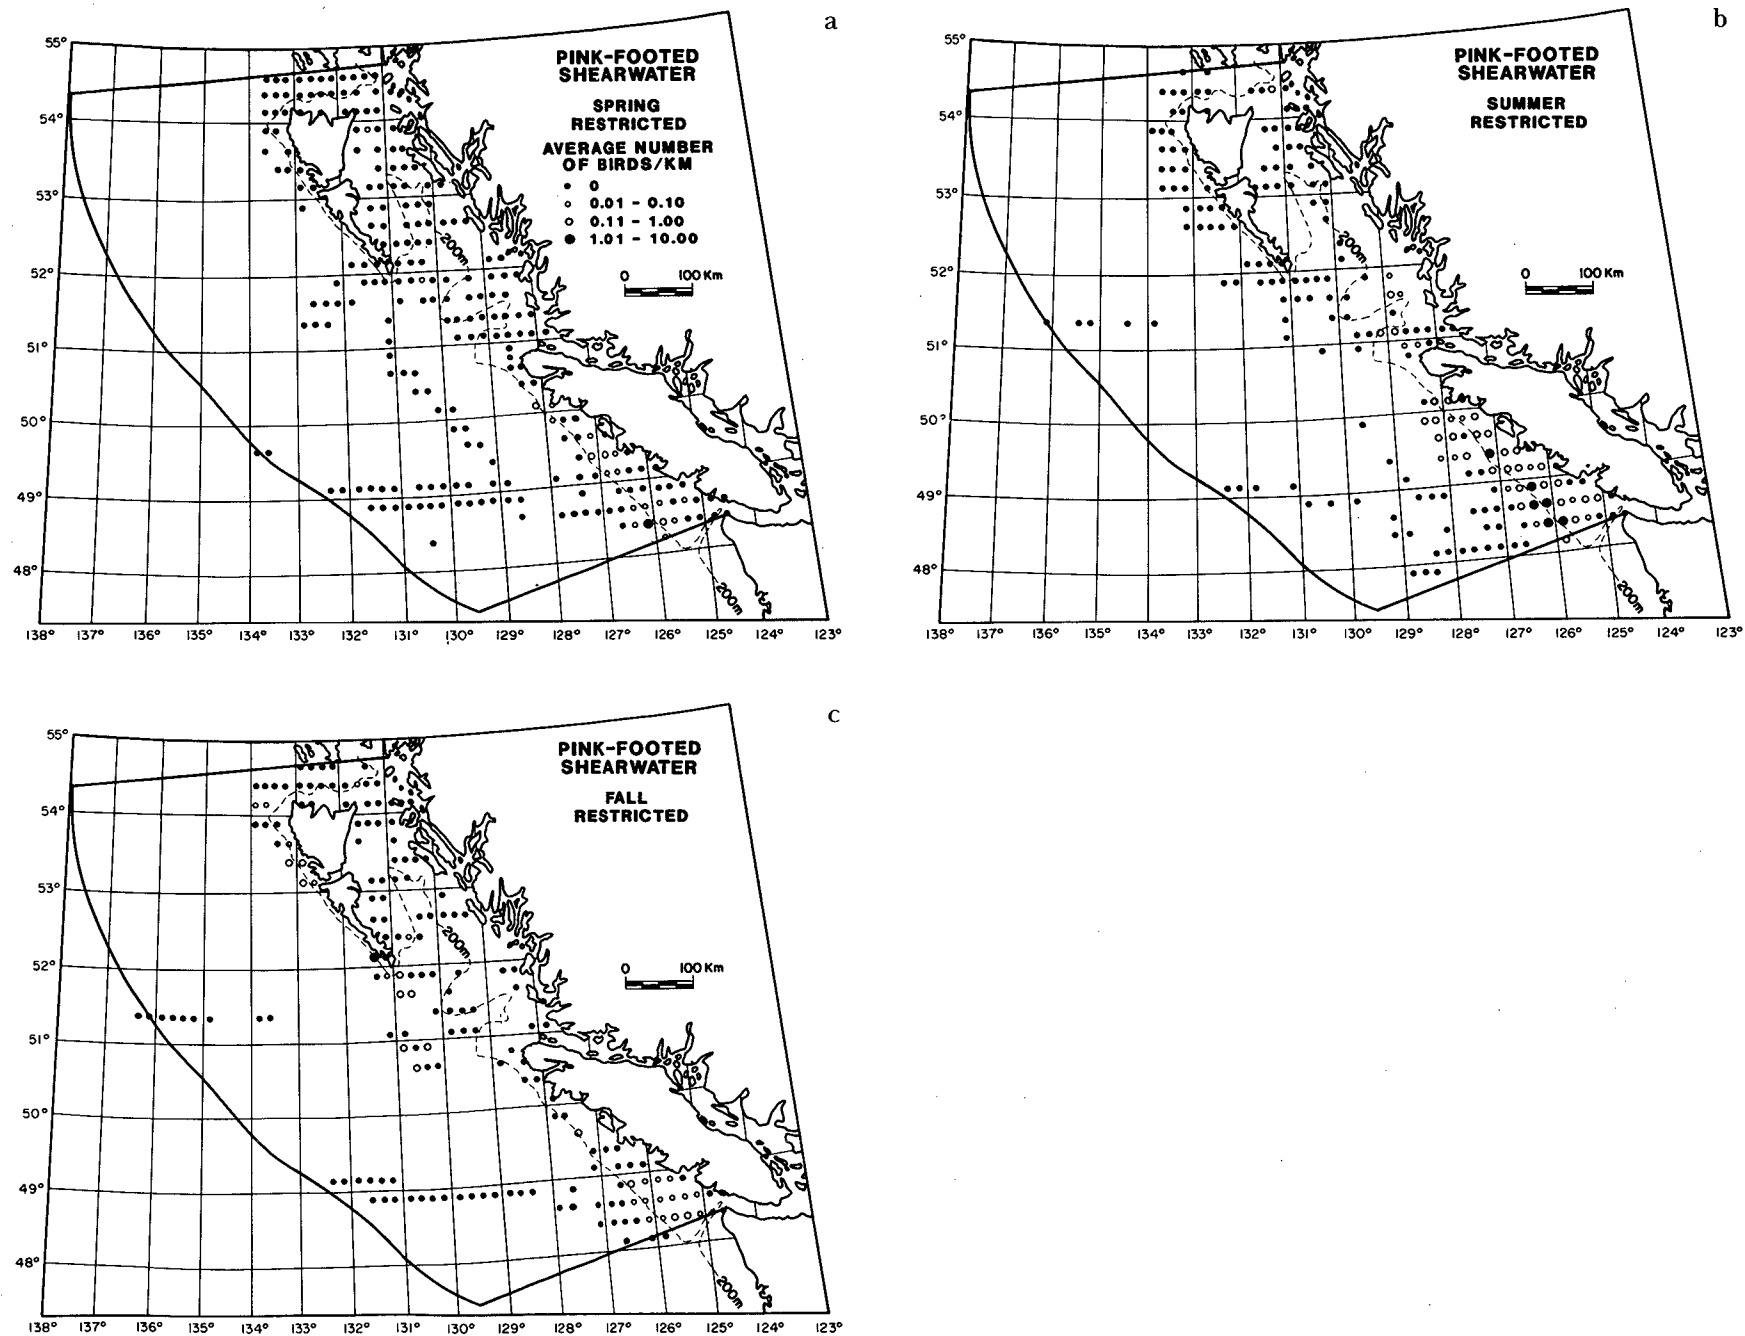 a
PINK-FOOTED
SHEARWATER
SPRING
RESTRICTED
AVERAGE NUMBER
OF BIRDS/KM
0
0.01 - 0.10
0.11 - 1.00
1.01 - 10.00
0 100 Km
200m
200m
55°
54°
53°
52°
51°
50°
49°
48°
138° 137° 136° 135° 134° 133° 132° 131° 130° 129° 128° 127° 126° 125° 124° 123°
b
PINK-FOOTED
SHEARWATER
SUMMER
RESTRICTED
0 100 Km
200m
200m
55°
54°
53°
52°
51°
50°
49°
48°
138° 137° 136° 135° 134° 133° 132° 131° 130° 129° 128° 127° 126° 125° 124° 123°
c
PINK-FOOTED
SHEARWATER
FALL
RESTRICTED
0 100 Km
200m
200m
55°
54°
53°
52°
51°
50°
49°
48°
138° 137° 136° 135° 134° 133° 132° 131° 130° 129° 128° 127° 126° 125° 124° 123°